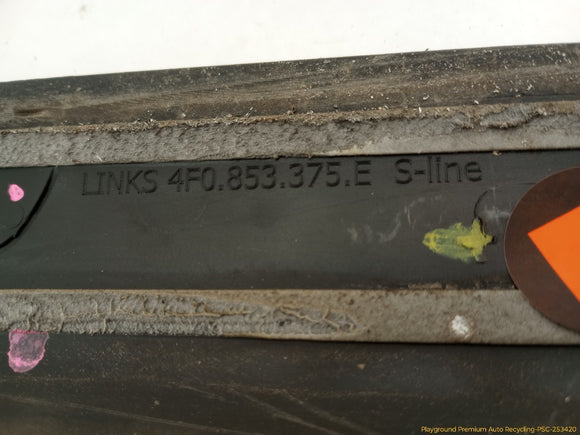 LINKS 4F0.853.375.E S-line
Playground Premium Auto Recycling-PSC-253420